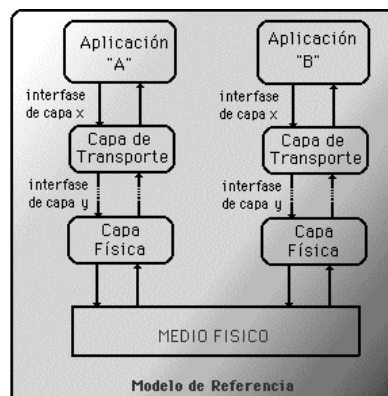 Aplicación
"A"
Aplicación
"B"
interfase
de capa x
interfase
de capa x
Capa de
Transporte
Capa de
Transporte
interfase
de capa y
interfase
de capa y
Capa
Física
Capa
Física
MEDIO FISICO
Modelo de Referencia